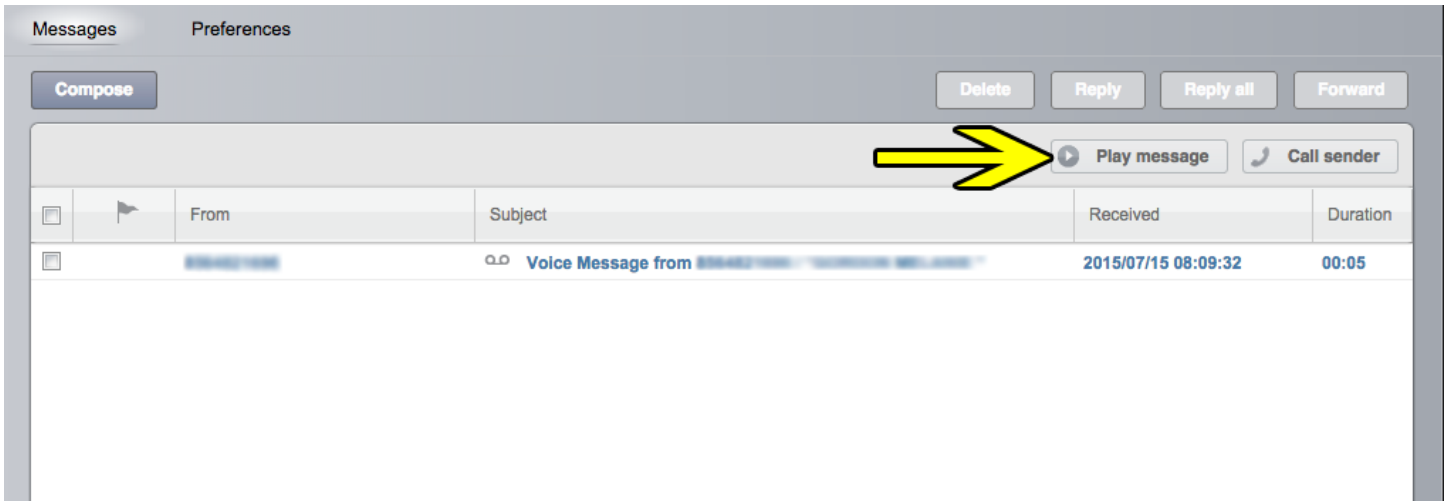 Messages Preferences
Compose Delete Reply Reply all Forward
Play message Call sender
From Subject Received Duration
Voice Message from 2015/07/15 08:09:32 00:05